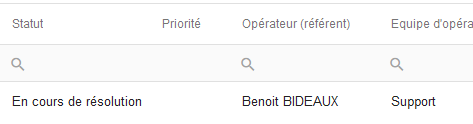 Statut Priorité Opérateur (référent) Equipe d'opéra
En cours de résolution Benoit BIDEAUX Support